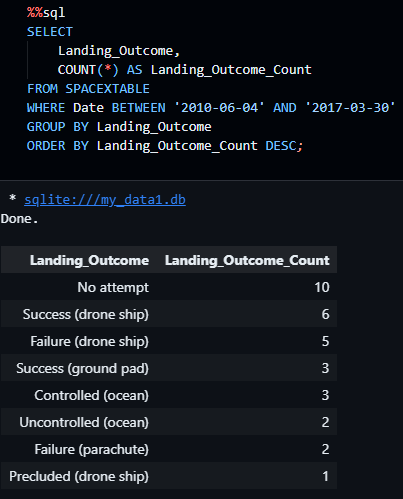 %%sql
SELECT
Landing_Outcome,
COUNT(*) AS Landing_Outcome_Count
FROM SPACEXTABLE
WHERE Date BETWEEN '2010-06-04' AND '2017-03-30'
GROUP BY Landing_Outcome
ORDER BY Landing_Outcome_Count DESC;
* sqlite:///my_data1.db
Done.
Landing_Outcome Landing_Outcome_Count
No attempt 10
Success (drone ship) 6
Failure (drone ship) 5
Success (ground pad) 3
Controlled (ocean) 3
Uncontrolled (ocean) 2
Failure (parachute) 2
Precluded (drone ship) 1